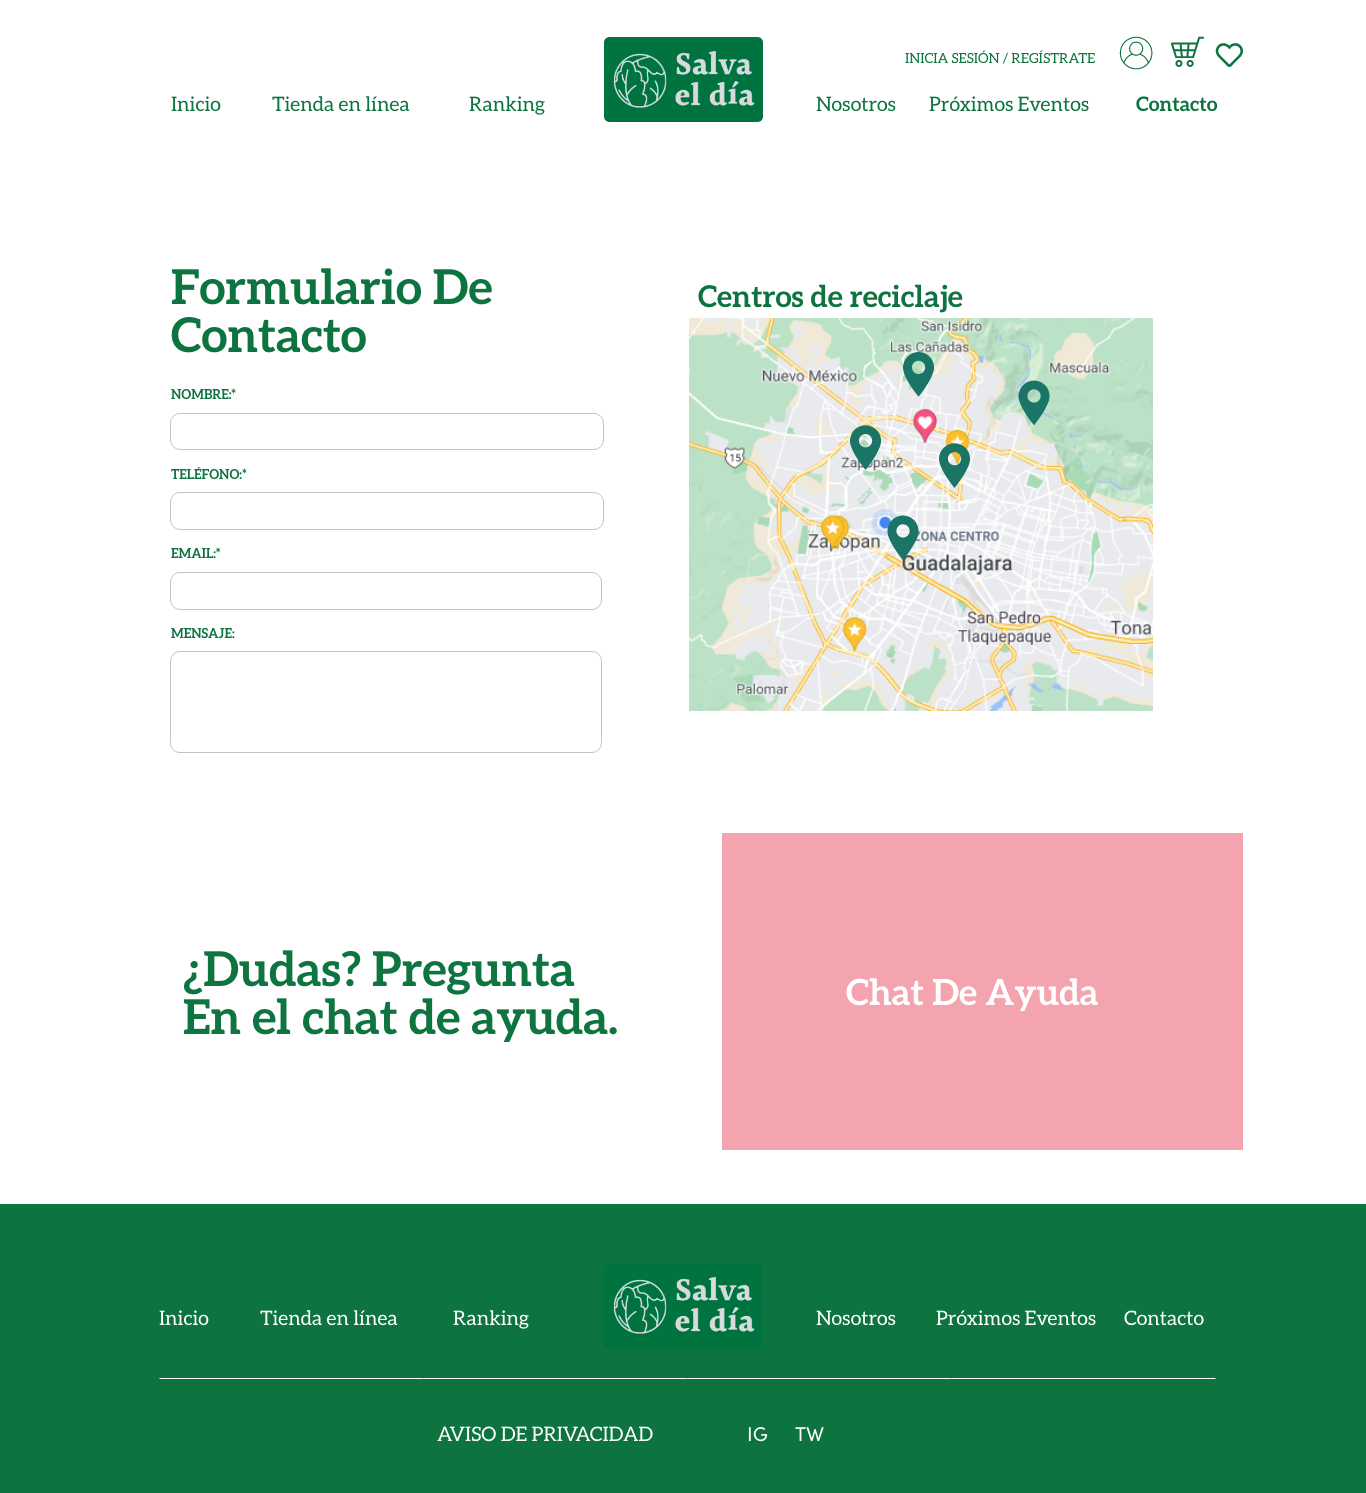 INICIA SESIÓN / REGÍSTRATE
Inicio
Tienda en línea
Ranking
Salva
el día
Nosotros
Próximos Eventos
Contacto
Formulario De
Contacto
NOMBRE:*
TELÉFONO:*
EMAIL:*
MENSAJE:
Centros de reciclaje
San Isidro
Las Cañadas
Nuevo México
Mascuala
15
Zapopan2
Zapopan
ZONA CENTRO
Guadalajara
San Pedro
Tlaquepaque
Tona
Palomar
¿Dudas? Pregunta
En el chat de ayuda.
Chat De Ayuda
Inicio
Tienda en línea
Ranking
Salva
el día
Nosotros
Próximos Eventos
Contacto
AVISO DE PRIVACIDAD
IG
TW